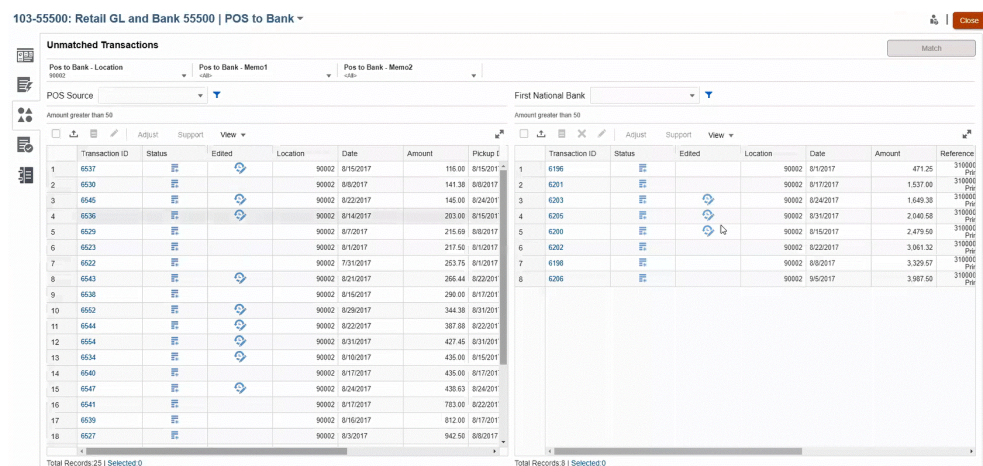 103-55500: Retail GL and Bank 55500 | POS to Bank
Close
Unmatched Transactions
Match
Pos to Bank - Location
90002
Pos to Bank - Memo1
<All>
Pos to Bank - Memo2
<All>
POS Source
Amount greater than 50
Adjust Support View
Transaction ID Status Edited Location Date Amount Pickup D
1 6537 90002 8/15/2017 116.00 8/15/201
2 6530 90002 8/8/2017 141.38 8/8/2017
3 6545 90002 8/22/2017 145.00 8/24/201
4 6536 90002 8/14/2017 203.00 8/15/201
5 6529 90002 8/7/2017 215.69 8/8/2017
6 6523 90002 8/1/2017 217.50 8/1/2017
7 6522 90002 7/31/2017 253.75 8/1/2017
8 6543 90002 8/21/2017 266.44 8/22/201
9 6538 90002 8/15/2017 290.00 8/17/201
10 6552 90002 8/29/2017 344.38 8/31/201
11 6544 90002 8/22/2017 387.88 8/22/201
12 6554 90002 8/31/2017 427.45 8/31/201
13 6534 90002 8/10/2017 435.00 8/15/201
14 6540 90002 8/17/2017 435.00 8/17/201
15 6547 90002 8/24/2017 438.63 8/24/201
16 6541 90002 8/17/2017 783.00 8/22/201
17 6539 90002 8/16/2017 812.00 8/17/201
18 6527 90002 8/3/2017 942.50 8/8/2017
Total Records:25 | Selected:0
First National Bank
Amount greater than 50
Adjust Support View
Transaction ID Status Edited Location Date Amount Reference
1 6196 90002 8/1/2017 471.25 310000
Prir
2 6201 90002 8/17/2017 1,537.00 310000
Prir
3 6203 90002 8/24/2017 1,649.38 310000
Prir
4 6205 90002 8/31/2017 2,040.58 310000
Prir
5 6200 90002 8/15/2017 2,479.50 310000
Prir
6 6202 90002 8/22/2017 3,061.32 310000
Prir
7 6198 90002 8/8/2017 3,329.57 310000
Prir
8 6206 90002 9/5/2017 3,987.50 310000
Prir
Total Records:8 | Selected:0